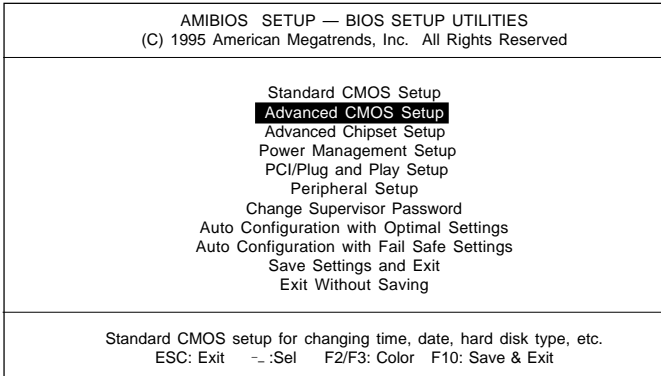 AMIBIOS SETUP — BIOS SETUP UTILITIES
(C) 1995 American Megatrends, Inc. All Rights Reserved
Standard CMOS Setup
Advanced CMOS Setup
Advanced Chipset Setup
Power Management Setup
PCI/Plug and Play Setup
Peripheral Setup
Change Supervisor Password
Auto Configuration with Optimal Settings
Auto Configuration with Fail Safe Settings
Save Settings and Exit
Exit Without Saving
Standard CMOS setup for changing time, date, hard disk type, etc.
ESC: Exit ¯_ :Sel F2/F3: Color F10: Save & Exit